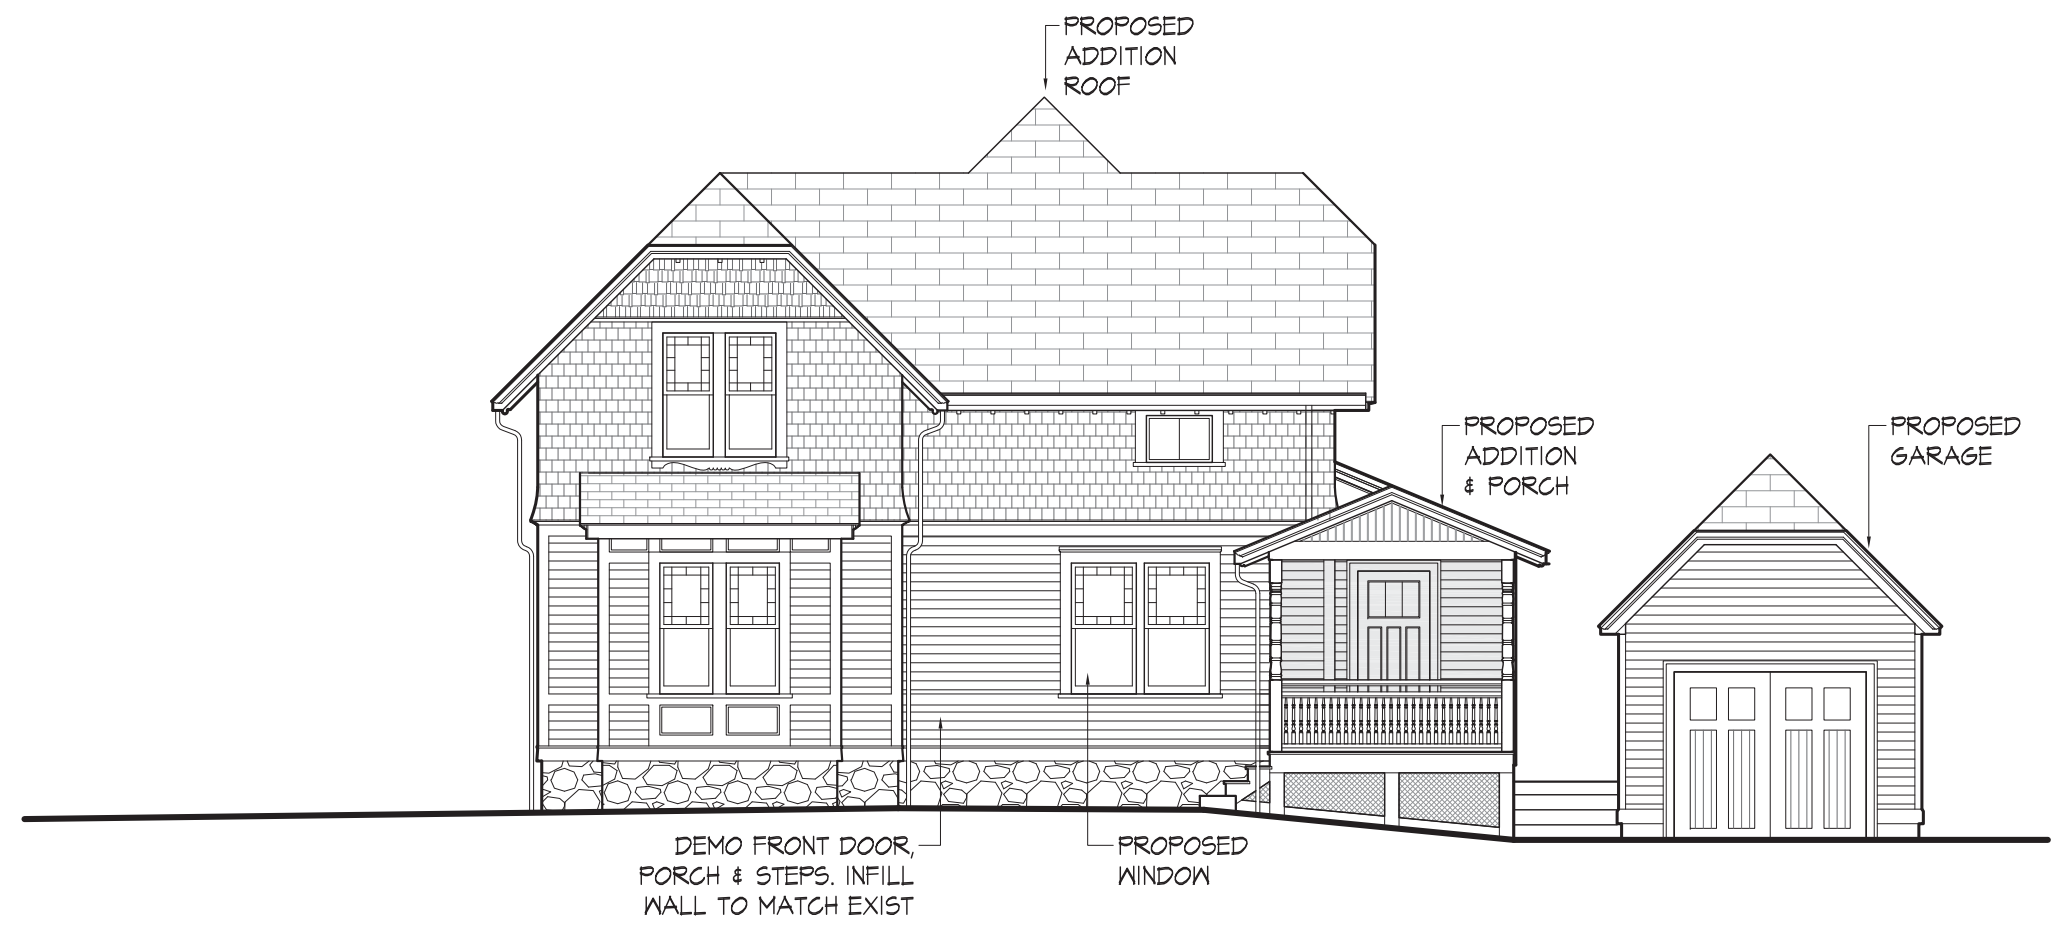 PROPOSED
ADDITION
ROOF
PROPOSED
ADDITION
& PORCH
PROPOSED
GARAGE
DEMO FRONT DOOR,
PORCH & STEPS. INFILL
WALL TO MATCH EXIST
PROPOSED
WINDOW